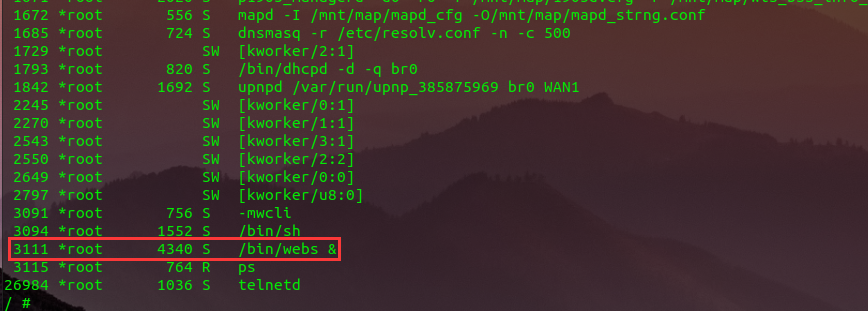 1672 *root       556 S    mapd -I /mnt/map/mapd_cfg -O/mnt/map/mapd_strng.conf
1685 *root       724 S    dnsmasq -r /etc/resolv.conf -n -c 500
1729 *root           SW   [kworker/2:1]
1793 *root       820 S    /bin/dhcpd -d -q br0
1842 *root      1692 S    upnpd /var/run/upnp_385875969 br0 WAN1
2245 *root           SW   [kworker/0:1]
2270 *root           SW   [kworker/1:1]
2543 *root           SW   [kworker/3:1]
2550 *root           SW   [kworker/2:2]
2649 *root           SW   [kworker/0:0]
2797 *root           SW   [kworker/u8:0]
3091 *root       756 S    -mwcli
3094 *root      1552 S    /bin/sh
3111 *root      4340 S    /bin/webs &
3115 *root       764 R    ps
26984 *root      1036 S    telnetd
/ #